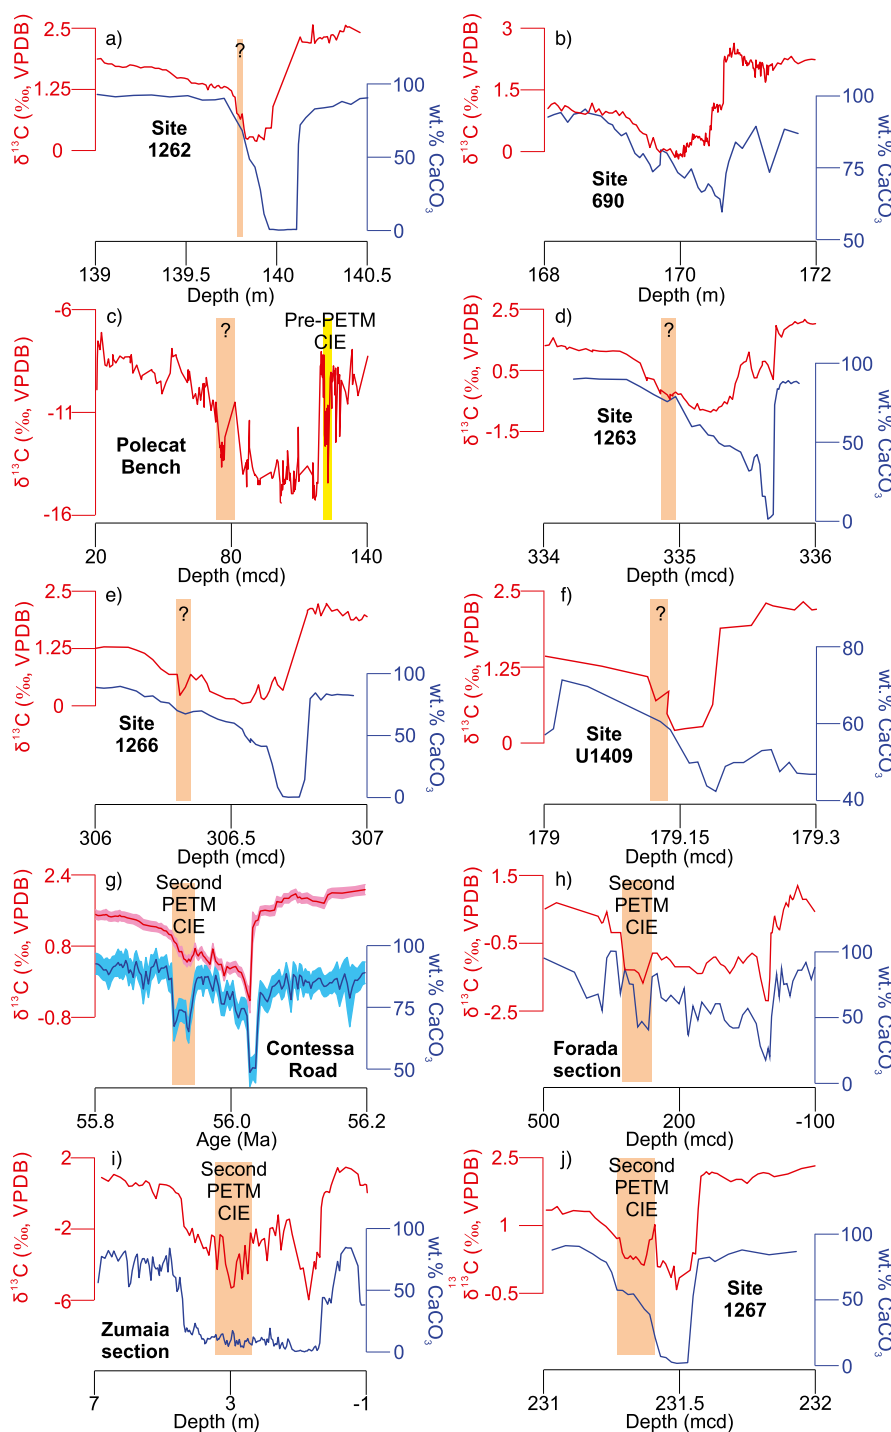 a)
2.5
1.25
0
δ13C (‰, VPDB)
?
Site
1262
100
50
0
wt.% CaCO3
139
139.5
140
140.5
Depth (m)
b)
3
1.5
0
δ13C (‰, VPDB)
Site
690
100
75
50
wt.% CaCO3
168
170
172
Depth (m)
c)
-6
-11
-16
δ13C (‰, VPDB)
?
Pre-PETM
CIE
Polecat
Bench
20
80
140
Depth (mcd)
d)
2.5
0.5
-1.5
δ13C (‰, VPDB)
?
Site
1263
100
50
0
wt.% CaCO3
334
335
336
Depth (mcd)
e)
2.5
1.25
0
δ13C (‰, VPDB)
?
Site
1266
100
50
0
wt.% CaCO3
306
306.5
307
Depth (mcd)
f)
2.5
1.25
0
δ13C (‰, VPDB)
?
Site
U1409
80
60
40
wt.% CaCO3
179
179.15
179.3
Depth (mcd)
g)
2.4
0.8
-0.8
δ13C (‰, VPDB)
Second
PETM
CIE
Contessa
Road
100
75
50
wt.% CaCO3
55.8
56.0
56.2
Age (Ma)
h)
1.5
-0.5
-2.5
δ13C (‰, VPDB)
Second
PETM
CIE
Forada
section
100
50
0
wt.% CaCO3
500
200
-100
Depth (mcd)
i)
2
-2
-6
δ13C (‰, VPDB)
Second
PETM
CIE
Zumaia
section
100
50
0
wt.% CaCO3
7
3
-1
Depth (m)
j)
2.5
1
-0.5
13
δ13C (‰, VPDB)
Second
PETM
CIE
Site
1267
100
50
0
wt.% CaCO3
231
231.5
232
Depth (mcd)